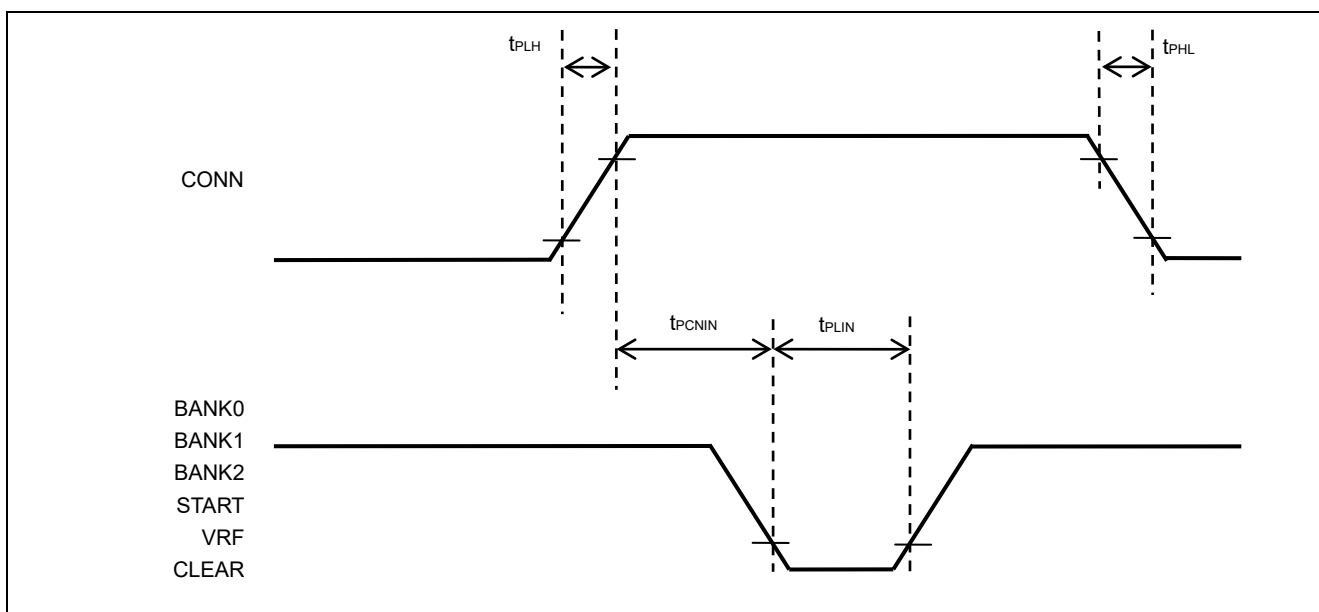 tPLH
tPHL
CONN
tPCNIN
tPLIN
BANK0
BANK1
BANK2
START
VRF
CLEAR